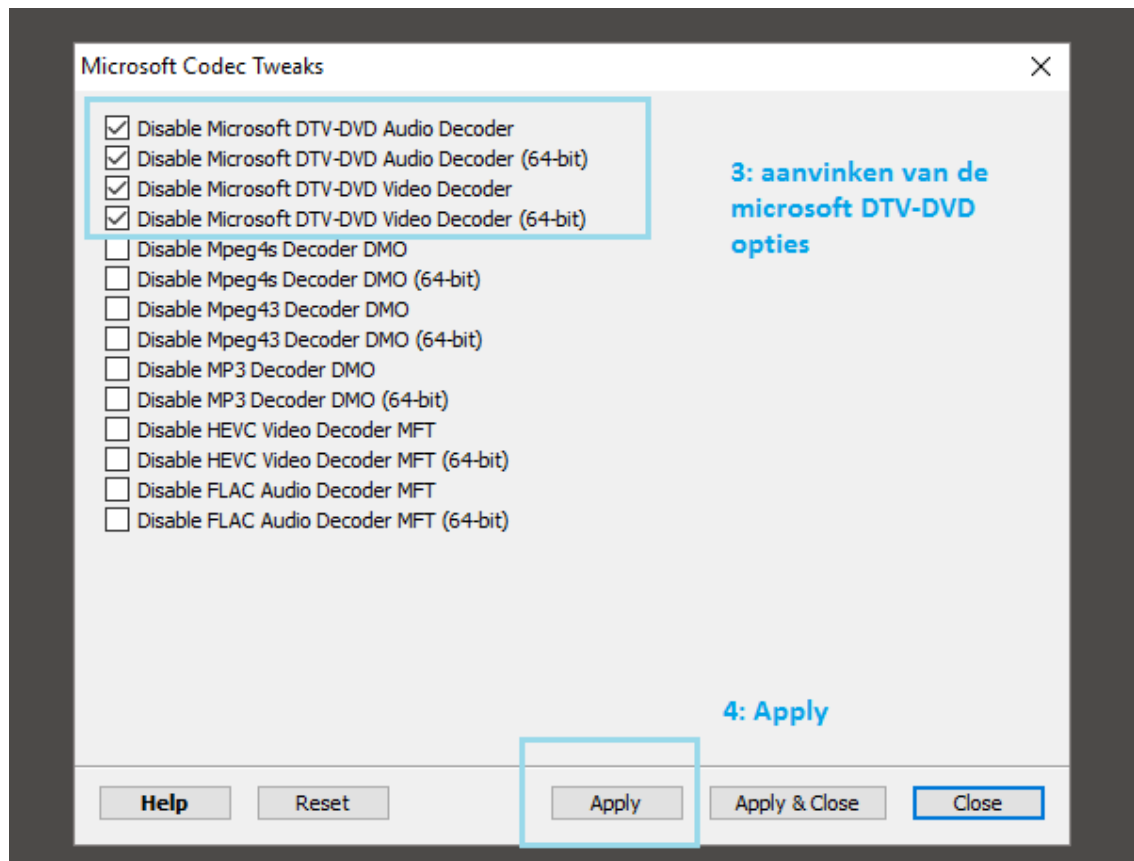 Microsoft Codec Tweaks
Disable Microsoft DTV-DVD Audio Decoder
Disable Microsoft DTV-DVD Audio Decoder (64-bit)
Disable Microsoft DTV-DVD Video Decoder
Disable Microsoft DTV-DVD Video Decoder (64-bit)
Disable Mpeg4s Decoder DMO
Disable Mpeg4s Decoder DMO (64-bit)
Disable Mpeg43 Decoder DMO
Disable Mpeg43 Decoder DMO (64-bit)
Disable MP3 Decoder DMO
Disable MP3 Decoder DMO (64-bit)
Disable HEVC Video Decoder MFT
Disable HEVC Video Decoder MFT (64-bit)
Disable FLAC Audio Decoder MFT
Disable FLAC Audio Decoder MFT (64-bit)
3: aanvinken van de
microsoft DTV-DVD
opties
4: Apply
Help Reset Apply Apply & Close Close